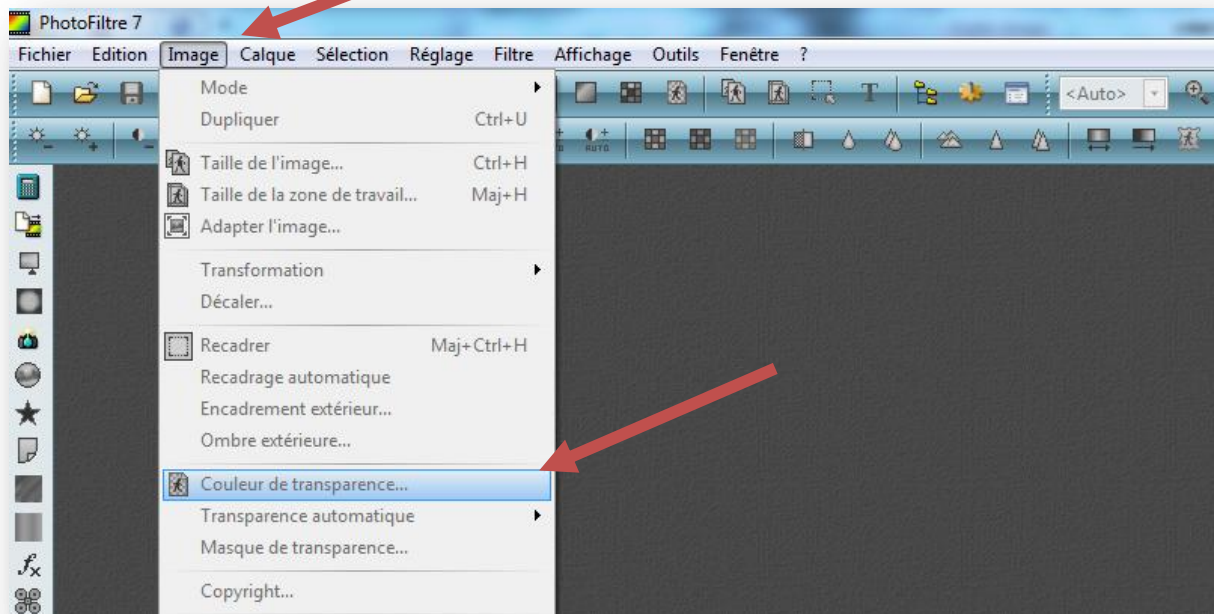 PhotoFiltre 7
Fichier Edition Image Calque Sélection Réglage Filtre Affichage Outils Fenêtre ?
Mode
<Auto>
Dupliquer Ctrl+U
AUTO
Taille de l'image... Ctrl+H
Taille de la zone de travail... Maj+H
Adapter l'image...
Transformation
Décaler...
Recadrer Maj+Ctrl+H
Recadrage automatique
Encadrement extérieur...
Ombre extérieure...
Couleur de transparence...
Transparence automatique
Masque de transparence...
Copyright...